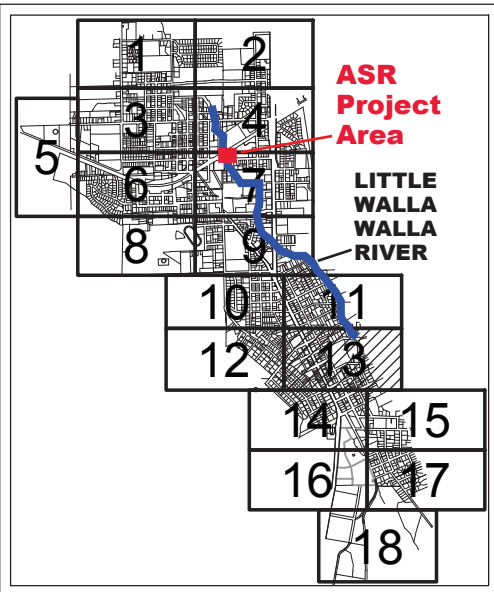 1 2
ASR
Project
Area
3 4
5
6 7
LITTLE
WALLA
WALLA
RIVER
8 9
10 11
12 13
14 15
16 17
18